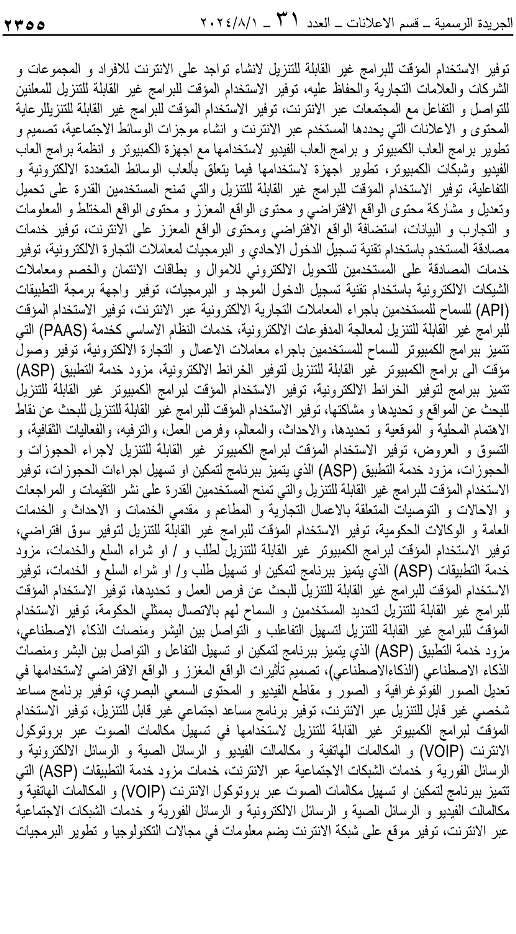 الجريدة الرسمية ــ قسم الاعلانات ــ العدد ٣١ ــ ٢٠٢٤/٨/١ ٢٣٥٥
توفير الاستخدام المؤقت للبرامج غير القابلة للتنزيل لانشاء تواجد على الانترنت للافراد و المجموعات و
الشركات والعلامات التجارية والحفاظ عليه، توفير الاستخدام المؤقت للبرامج غير القابلة للتنزيل للمعلنين
للتواصل و التفاعل مع المجتمعات عبر الانترنت، توفير الاستخدام المؤقت للبرامج غير القابلة للتنزيللرعاية
المحتوى و الاعلانات التي يحددها المستخدم عبر الانترنت و انشاء موجزات الوسائط الاجتماعية، تصميم و
تطوير برامج العاب الكمبيوتر و برامج العاب الفيديو لاستخدامها مع اجهزة الكمبيوتر و انظمة برامج العاب
الفيديو وشبكات الكمبيوتر، تطوير اجهزة لاستخدامها فيما يتعلق بألعاب الوسائط المتعددة الالكترونية و
التفاعلية، توفير الاستخدام المؤقت للبرامج غير القابلة للتنزيل والتي تمنح المستخدمين القدرة على تحميل
وتعديل و مشاركة محتوى الواقع الافتراضي و محتوى الواقع المعزز و محتوى الواقع المختلط و المعلومات
و التجارب و البيانات، استضافة الواقع الافتراضي ومحتوى الواقع المعزز على الانترنت، توفير خدمات
مصادقة المستخدم باستخدام تقنية تسجيل الدخول الاحادي و البرمجيات لمعاملات التجارة الالكترونية، توفير
خدمات المصادقة على المستخدمين للتحويل الالكتروني للاموال و بطاقات الائتمان والخصم ومعاملات
الشيكات الالكترونية باستخدام تقنية تسجيل الدخول الموجد و البرمجيات، توفير واجهة برمجة التطبيقات
(API) للسماح للمستخدمين باجراء المعاملات التجارية الالكترونية عبر الانترنت، توفير الاستخدام المؤقت
للبرامج غير القابلة للتنزيل لمعالجة المدفوعات الالكترونية، خدمات النظام الاساسي كخدمة (PAAS) التي
تتميز ببرامج الكمبيوتر للسماح للمستخدمين باجراء معاملات الاعمال و التجارة الالكترونية، توفير وصول
مؤقت الى برامج الكمبيوتر غير القابلة للتنزيل لتوفير الخرائط الالكترونية، مزود خدمة التطبيق (ASP)
تتميز ببرامج لتوفير الخرائط الالكترونية، توفير الاستخدام المؤقت لبرامج الكمبيوتر غير القابلة للتنزيل
للبحث عن المواقع و تحديدها و مشاكتها، توفير الاستخدام المؤقت للبرامج غير القابلة للتنزيل للبحث عن نقاط
الاهتمام المحلية و الموقعية و تحديدها، والاحداث، والمعالم، وفرص العمل، والترفيه، والفعاليات الثقافية، و
التسوق و العروض، توفير الاستخدام المؤقت لبرامج الكمبيوتر غير القابلة للتنزيل لاجراء الحجوزات و
الحجوزات، مزود خدمة التطبيق (ASP) الذي يتميز ببرنامج لتمكين او تسهيل اجراءات الحجوزات، توفير
الاستخدام المؤقت للبرامج غير القابلة للتنزيل والتي تمنح المستخدمين القدرة على نشر التقيمات و المراجعات
و الاحالات و التوصيات المتعلقة بالاعمال التجارية و المطاعم و مقدمي الخدمات و الاحداث و الخدمات
العامة و الوكالات الحكومية، توفير الاستخدام المؤقت للبرامج غير القابلة للتنزيل لتوفير سوق افتراضي،
توفير الاستخدام المؤقت لبرامج الكمبيوتر غير القابلة للتنزيل لطلب و / او شراء السلع والخدمات، مزود
خدمة التطبيقات (ASP) الذي يتميز ببرنامج لتمكين او تسهيل طلب و/ او شراء السلع و الخدمات، توفير
الاستخدام المؤقت للبرامج غير القابلة للتنزيل للبحث عن فرص العمل و تحديدها، توفير الاستخدام المؤقت
للبرامج غير القابلة للتنزيل لتحديد المستخدمين و السماح لهم بالاتصال بممثلي الحكومة، توفير الاستخدام
المؤقت للبرامج غير القابلة للتنزيل لتسهيل التفاعلب و التواصل بين البشر ومنصات الذكاء الاصطناعي،
مزود خدمة التطبيق (ASP) الذي يتميز ببرنامج لتمكين او تسهيل التفاعل و التواصل بين البشر ومنصات
الذكاء الاصطناعي (الذكاءالاصطناعي)، تصميم تأثيرات الواقع المغزز و الواقع الافتراضي لاستخدامها في
تعديل الصور الفوتوغرافية و الصور و مقاطع الفيديو و المحتوى السمعي البصري، توفير برنامج مساعد
شخصي غير قابل للتنزيل عبر الانترنت، توفير برنامج مساعد اجتماعي غير قابل للتنزيل، توفير الاستخدام
المؤقت لبرامج الكمبيوتر غير القابلة للتنزيل لاستخدامها في تسهيل مكالمات الصوت عبر بروتوكول
الانترنت (VOIP) و المكالمات الهاتفية و مكالمالت الفيديو و الرسائل الصية و الرسائل الالكترونية و
الرسائل الفورية و خدمات الشبكات الاجتماعية عبر الانترنت، خدمات مزود خدمة التطبيقات (ASP) التي
تتميز ببرنامج لتمكين او تسهيل مكالمات الصوت عبر بروتوكول الانترنت (VOIP) و المكالمات الهاتفية و
مكالمالت الفيديو و الرسائل الصية و الرسائل الالكترونية و الرسائل الفورية و خدمات الشبكات الاجتماعية
عبر الانترنت، توفير موقع على شبكة الانترنت يضم معلومات في مجالات التكنولوجيا و تطوير البرمجيات